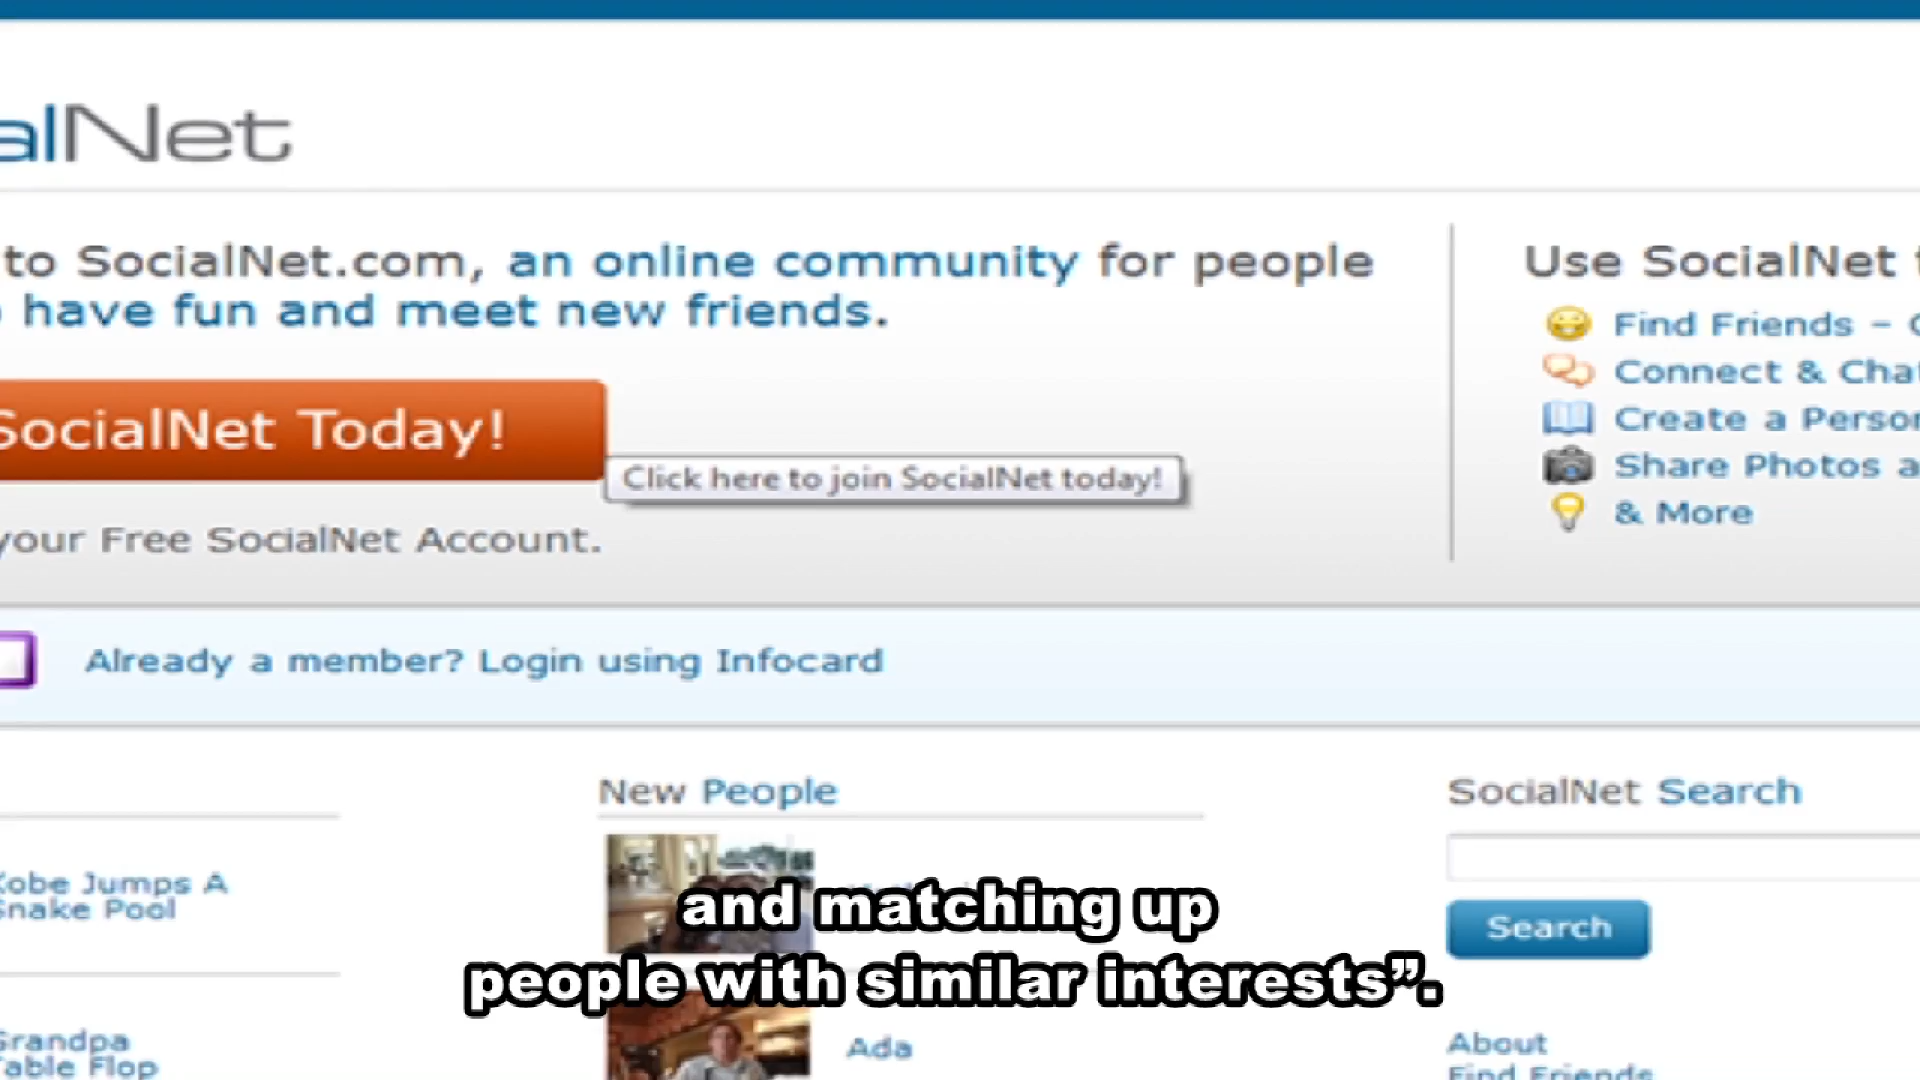 alNet
to SocialNet.com, an online community for people
have fun and meet new friends.
SocialNet Today!
Click here to join SocialNet today!
your Free SocialNet Account.
Use SocialNet
Find Friends –
Connect & Chat
Create a Person
Share Photos a
& More
Already a member? Login using Infocard
Kobe Jumps A
Snake Pool
Grandpa
Table Flop
New People
Ada
SocialNet Search
Search
About
Find Friends
and matching up
people with similar interests”.